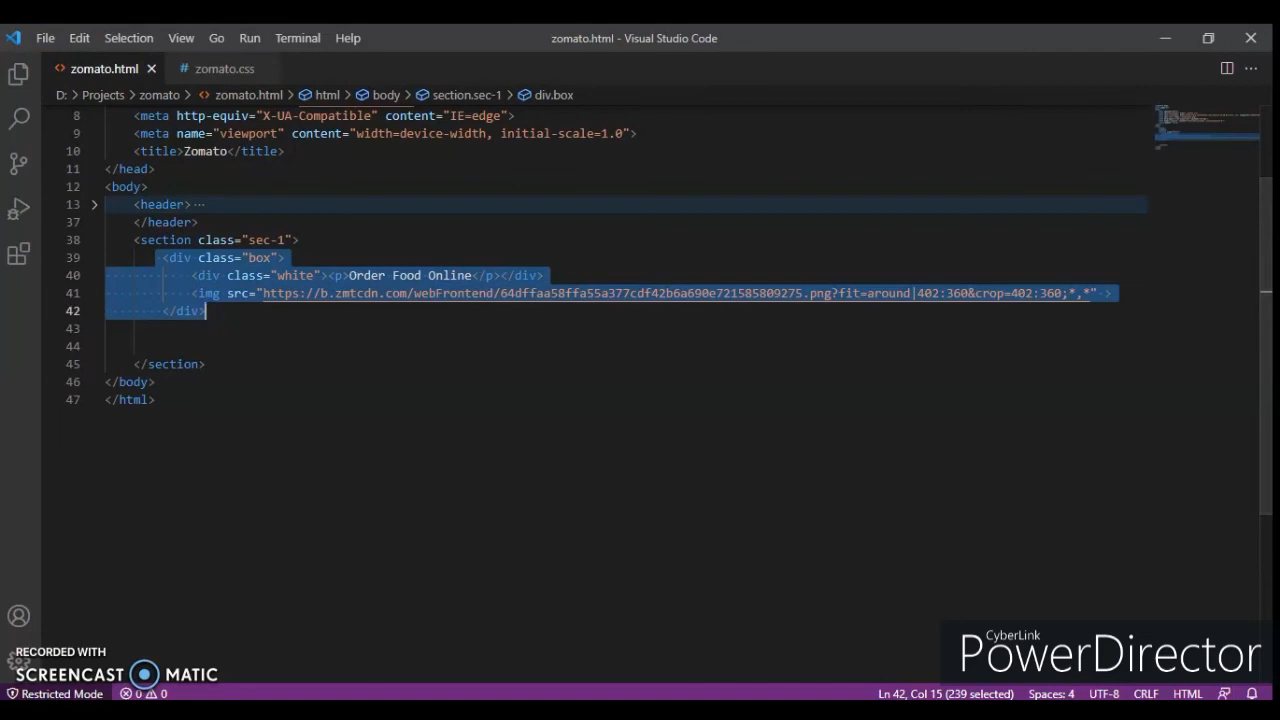 File Edit Selection View Go Run Terminal Help zomato.html - Visual Studio Code
zomato.html zomato.css
D: > Projects > zomato > zomato.html > html > body > section.sec-1 > div.box
8 <meta http-equiv="X-UA-Compatible" content="IE=edge">
9 <meta name="viewport" content="width=device-width, initial-scale=1.0">
10 <title>Zomato</title>
11 </head>
12 <body>
13 <header>…
37 </header>
38 <section class="sec-1">
39 <div class="box">
40 <div class="white"><p>Order Food Online</p></div>
41 <img src="https://b.zmtcdn.com/webFrontend/64dffaa58ffa55a377cdf42b6a690e721585809275.png?fit=around|402:360&crop=402:360;*,*" >
42 </div>
43
44
45 </section>
46 </body>
47 </html>
RECORDED WITH
SCREENCAST MATIC
CyberLink
PowerDirector
Restricted Mode 0 0 Ln 42, Col 15 (239 selected) Spaces: 4 UTF-8 CRLF HTML